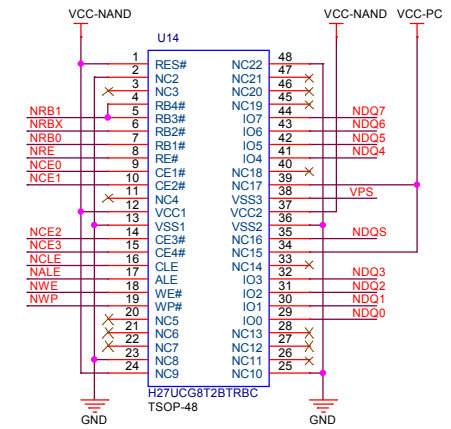 VCC-NAND VCC-NAND VCC-PC
U14
1 RES# NC22 48
2 NC2 NC21 47
3 NC3 NC20 46
4 RB4# NC19 45
NRB1 5 RB3# IO7 44 NDQ7
NRBX 6 RB2# IO6 43 NDQ6
NRB0 7 RB1# IO5 42 NDQ5
NRE 8 RE# IO4 41 NDQ4
NCE0 9 CE1# NC18 40
NCE1 10 CE2# NC17 39
11 NC4 VSS3 38 VPS
12 VCC1 VCC2 37
13 VSS1 VSS2 36
NCE2 14 CE3# NC16 35 NDQS
NCE3 15 CE4# NC15 34
NCLE 16 CLE NC14 33
NALE 17 ALE IO3 32 NDQ3
NWE 18 WE# IO2 31 NDQ2
NWP 19 WP# IO1 30 NDQ1
20 NC5 IO0 29 NDQ0
21 NC6 NC13 28
22 NC7 NC12 27
23 NC8 NC11 26
24 NC9 NC10 25
H27UCG8T2BTRBC
TSOP-48
GND GND